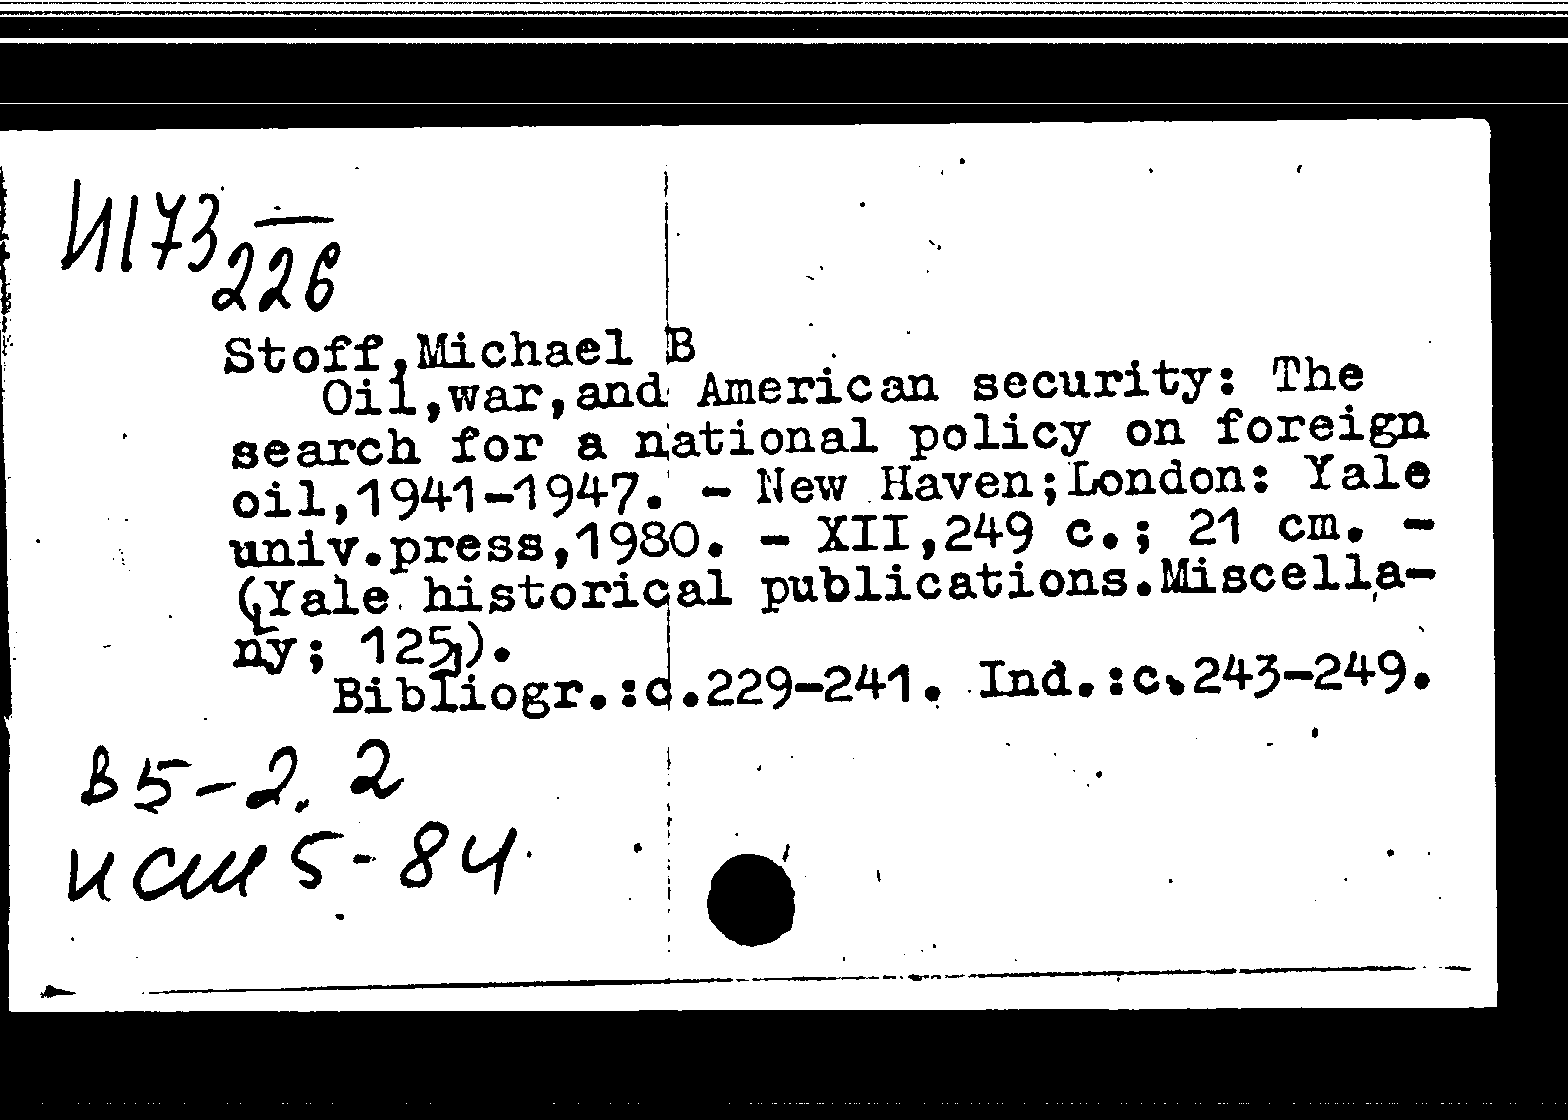 И173
226
Stoff,Michael B
Oil,war,and American security: The
search for a national policy on foreign
oil,1941-1947. - New Haven;London: Yale
univ.press,1980. - XII,249 c.; 21 cm. -
(Yale historical publications.Miscella-
ny; 125).
Bibliogr.:c.229-241. Ind.:c.243-249.
В5-2.2
и сш 5-84